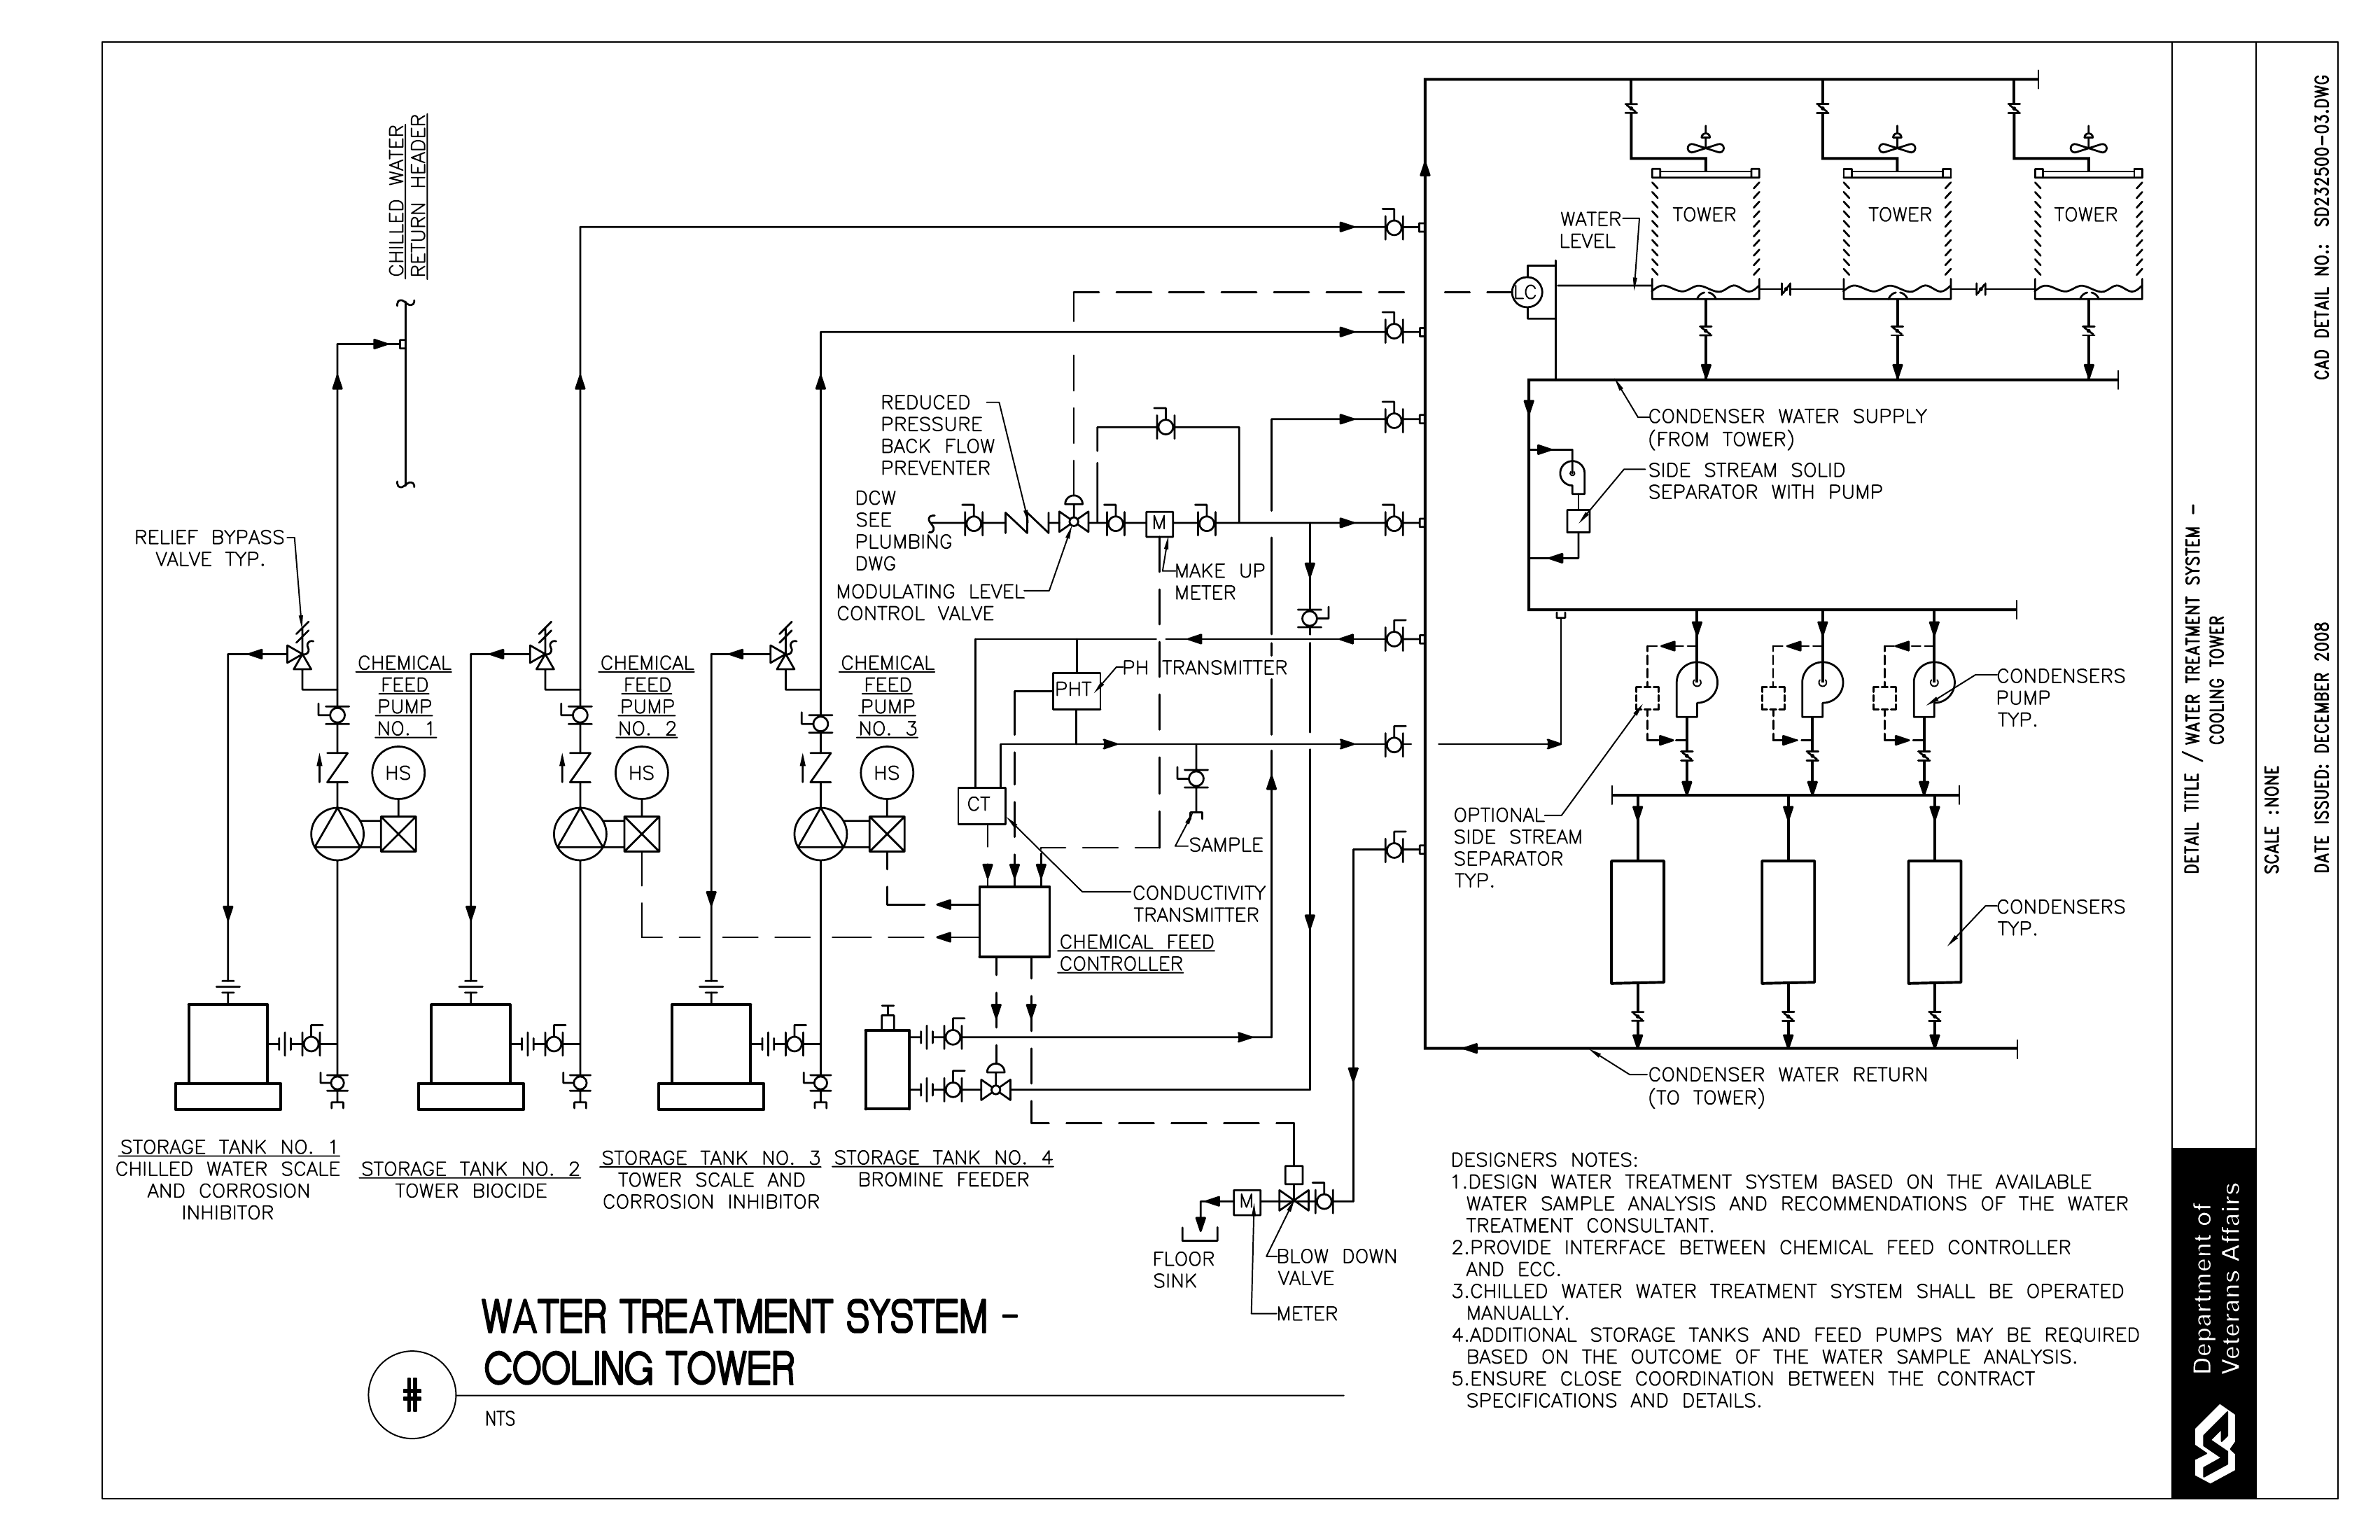 CHILLED WATER
RETURN HEADER
WATER
LEVEL
TOWER
TOWER
TOWER
LC
REDUCED
PRESSURE
BACK FLOW
PREVENTER
DCW
SEE
PLUMBING
DWG
MODULATING LEVEL
CONTROL VALVE
M
MAKE UP
METER
CONDENSER WATER SUPPLY
(FROM TOWER)
SIDE STREAM SOLID
SEPARATOR WITH PUMP
RELIEF BYPASS
VALVE TYP.
CHEMICAL
FEED
PUMP
NO. 1
HS
CHEMICAL
FEED
PUMP
NO. 2
HS
CHEMICAL
FEED
PUMP
NO. 3
HS
PH TRANSMITTER
PHT
CT
SAMPLE
CONDUCTIVITY
TRANSMITTER
CHEMICAL FEED
CONTROLLER
CONDENSERS
PUMP
TYP.
OPTIONAL
SIDE STREAM
SEPARATOR
TYP.
CONDENSERS
TYP.
CONDENSER WATER RETURN
(TO TOWER)
STORAGE TANK NO. 1
CHILLED WATER SCALE
AND CORROSION
INHIBITOR
STORAGE TANK NO. 2
TOWER BIOCIDE
STORAGE TANK NO. 3
TOWER SCALE AND
CORROSION INHIBITOR
STORAGE TANK NO. 4
BROMINE FEEDER
M
FLOOR
SINK
BLOW DOWN
VALVE
METER
DESIGNERS NOTES:
1.DESIGN WATER TREATMENT SYSTEM BASED ON THE AVAILABLE
WATER SAMPLE ANALYSIS AND RECOMMENDATIONS OF THE WATER
TREATMENT CONSULTANT.
2.PROVIDE INTERFACE BETWEEN CHEMICAL FEED CONTROLLER
AND ECC.
3.CHILLED WATER WATER TREATMENT SYSTEM SHALL BE OPERATED
MANUALLY.
4.ADDITIONAL STORAGE TANKS AND FEED PUMPS MAY BE REQUIRED
BASED ON THE OUTCOME OF THE WATER SAMPLE ANALYSIS.
5.ENSURE CLOSE COORDINATION BETWEEN THE CONTRACT
SPECIFICATIONS AND DETAILS.
WATER TREATMENT SYSTEM -
COOLING TOWER
#
NTS
DETAIL TITLE / WATER TREATMENT SYSTEM -
COOLING TOWER
SCALE :NONE
DATE ISSUED: DECEMBER 2008
CAD DETAIL NO.: SD232500-03.DWG
Department of
Veterans Affairs